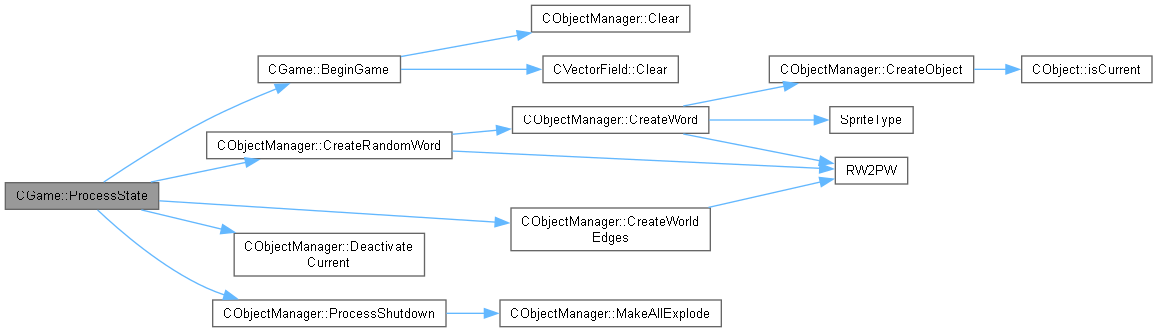 CObjectManager::Clear
CGame::BeginGame
CVectorField::Clear
CObjectManager::CreateObject
CObject::isCurrent
CObjectManager::CreateWord
SpriteType
CObjectManager::CreateRandomWord
RW2PW
CGame::ProcessState
CObjectManager::CreateWorld
Edges
CObjectManager::Deactivate
Current
CObjectManager::ProcessShutdown
CObjectManager::MakeAllExplode